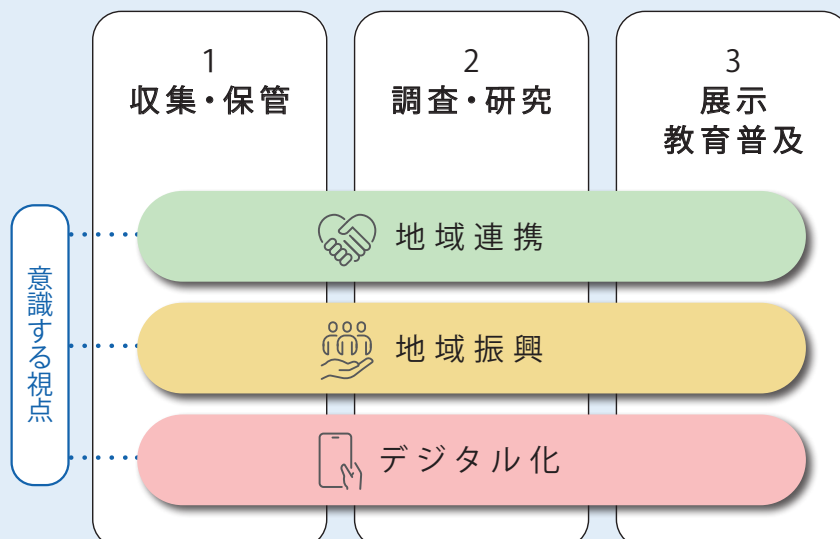 1
収集・保管
2
調査・研究
3
展示
教育普及
意識する視点
地域連携
地域振興
デジタル化